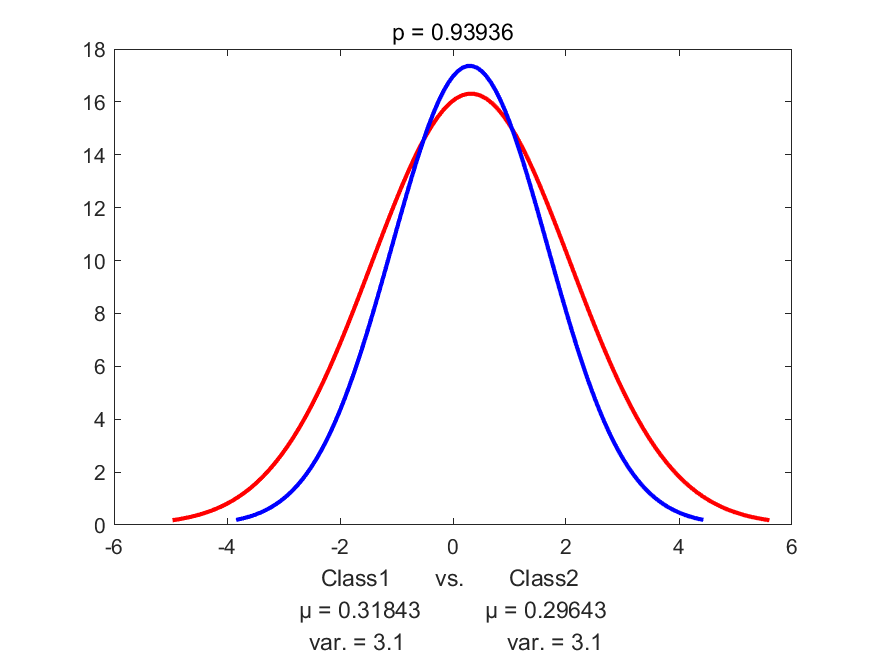 p = 0.93936
18
16
14
12
10
8
6
4
2
0
-6 -4 -2 0 2 4 6
Class1 vs. Class2
μ = 0.31843 μ = 0.29643
var. = 3.1 var. = 3.1